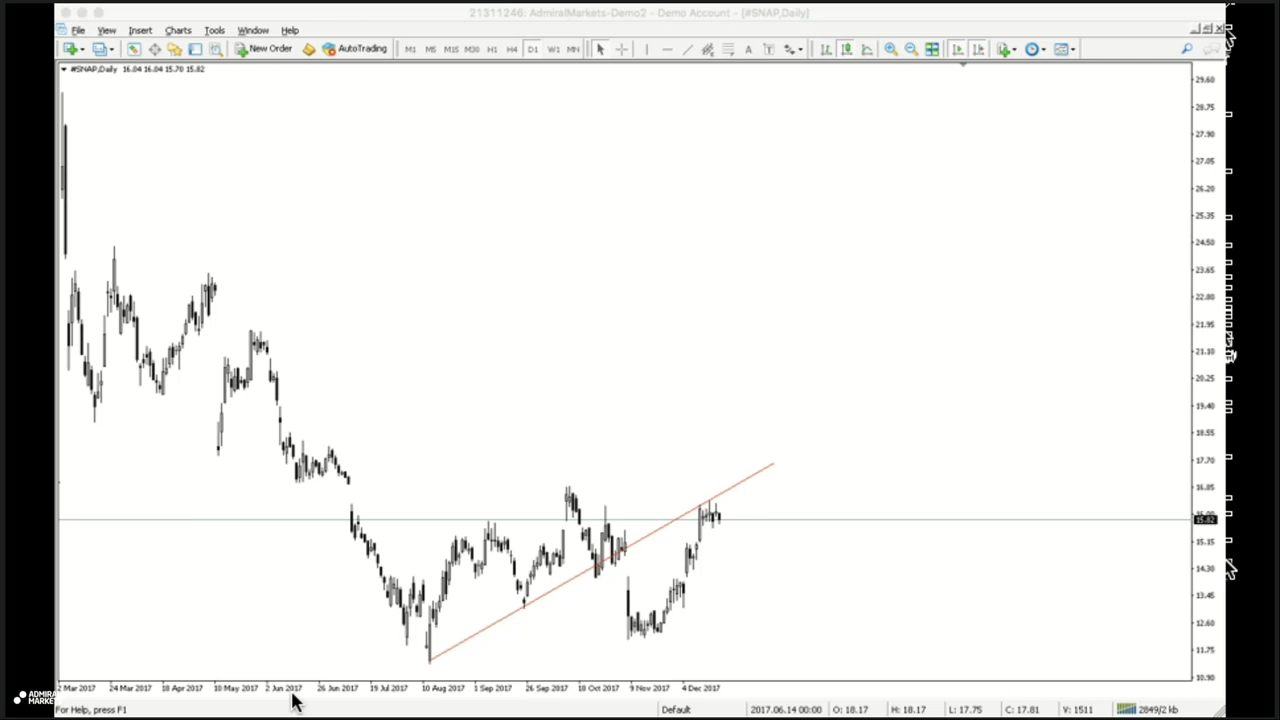 21311246: AdmiralMarkets-Demo2 - Demo Account - [#SNAP,Daily]
File View Insert Charts Tools Window Help
New Order AutoTrading M1 M5 M15 M30 H1 H4 D1 W1 MN A T
#SNAP,Daily 16.04 16.04 15.70 15.82
29.60
28.75
27.90
27.05
26.20
25.35
24.50
23.65
22.80
21.95
21.10
20.25
19.40
18.55
17.70
16.85
15.82
15.15
14.30
13.45
12.60
11.75
10.90
2 Mar 2017 24 Mar 2017 18 Apr 2017 10 May 2017 2 Jun 2017 26 Jun 2017 19 Jul 2017 10 Aug 2017 1 Sep 2017 26 Sep 2017 18 Oct 2017 9 Nov 2017 4 Dec 2017
ADMIRAL
MARKET
For Help, press F1 Default 2017.06.14 00:00 O: 18.17 H: 18.17 L: 17.75 C: 17.81 V: 1511 2849/2 kb